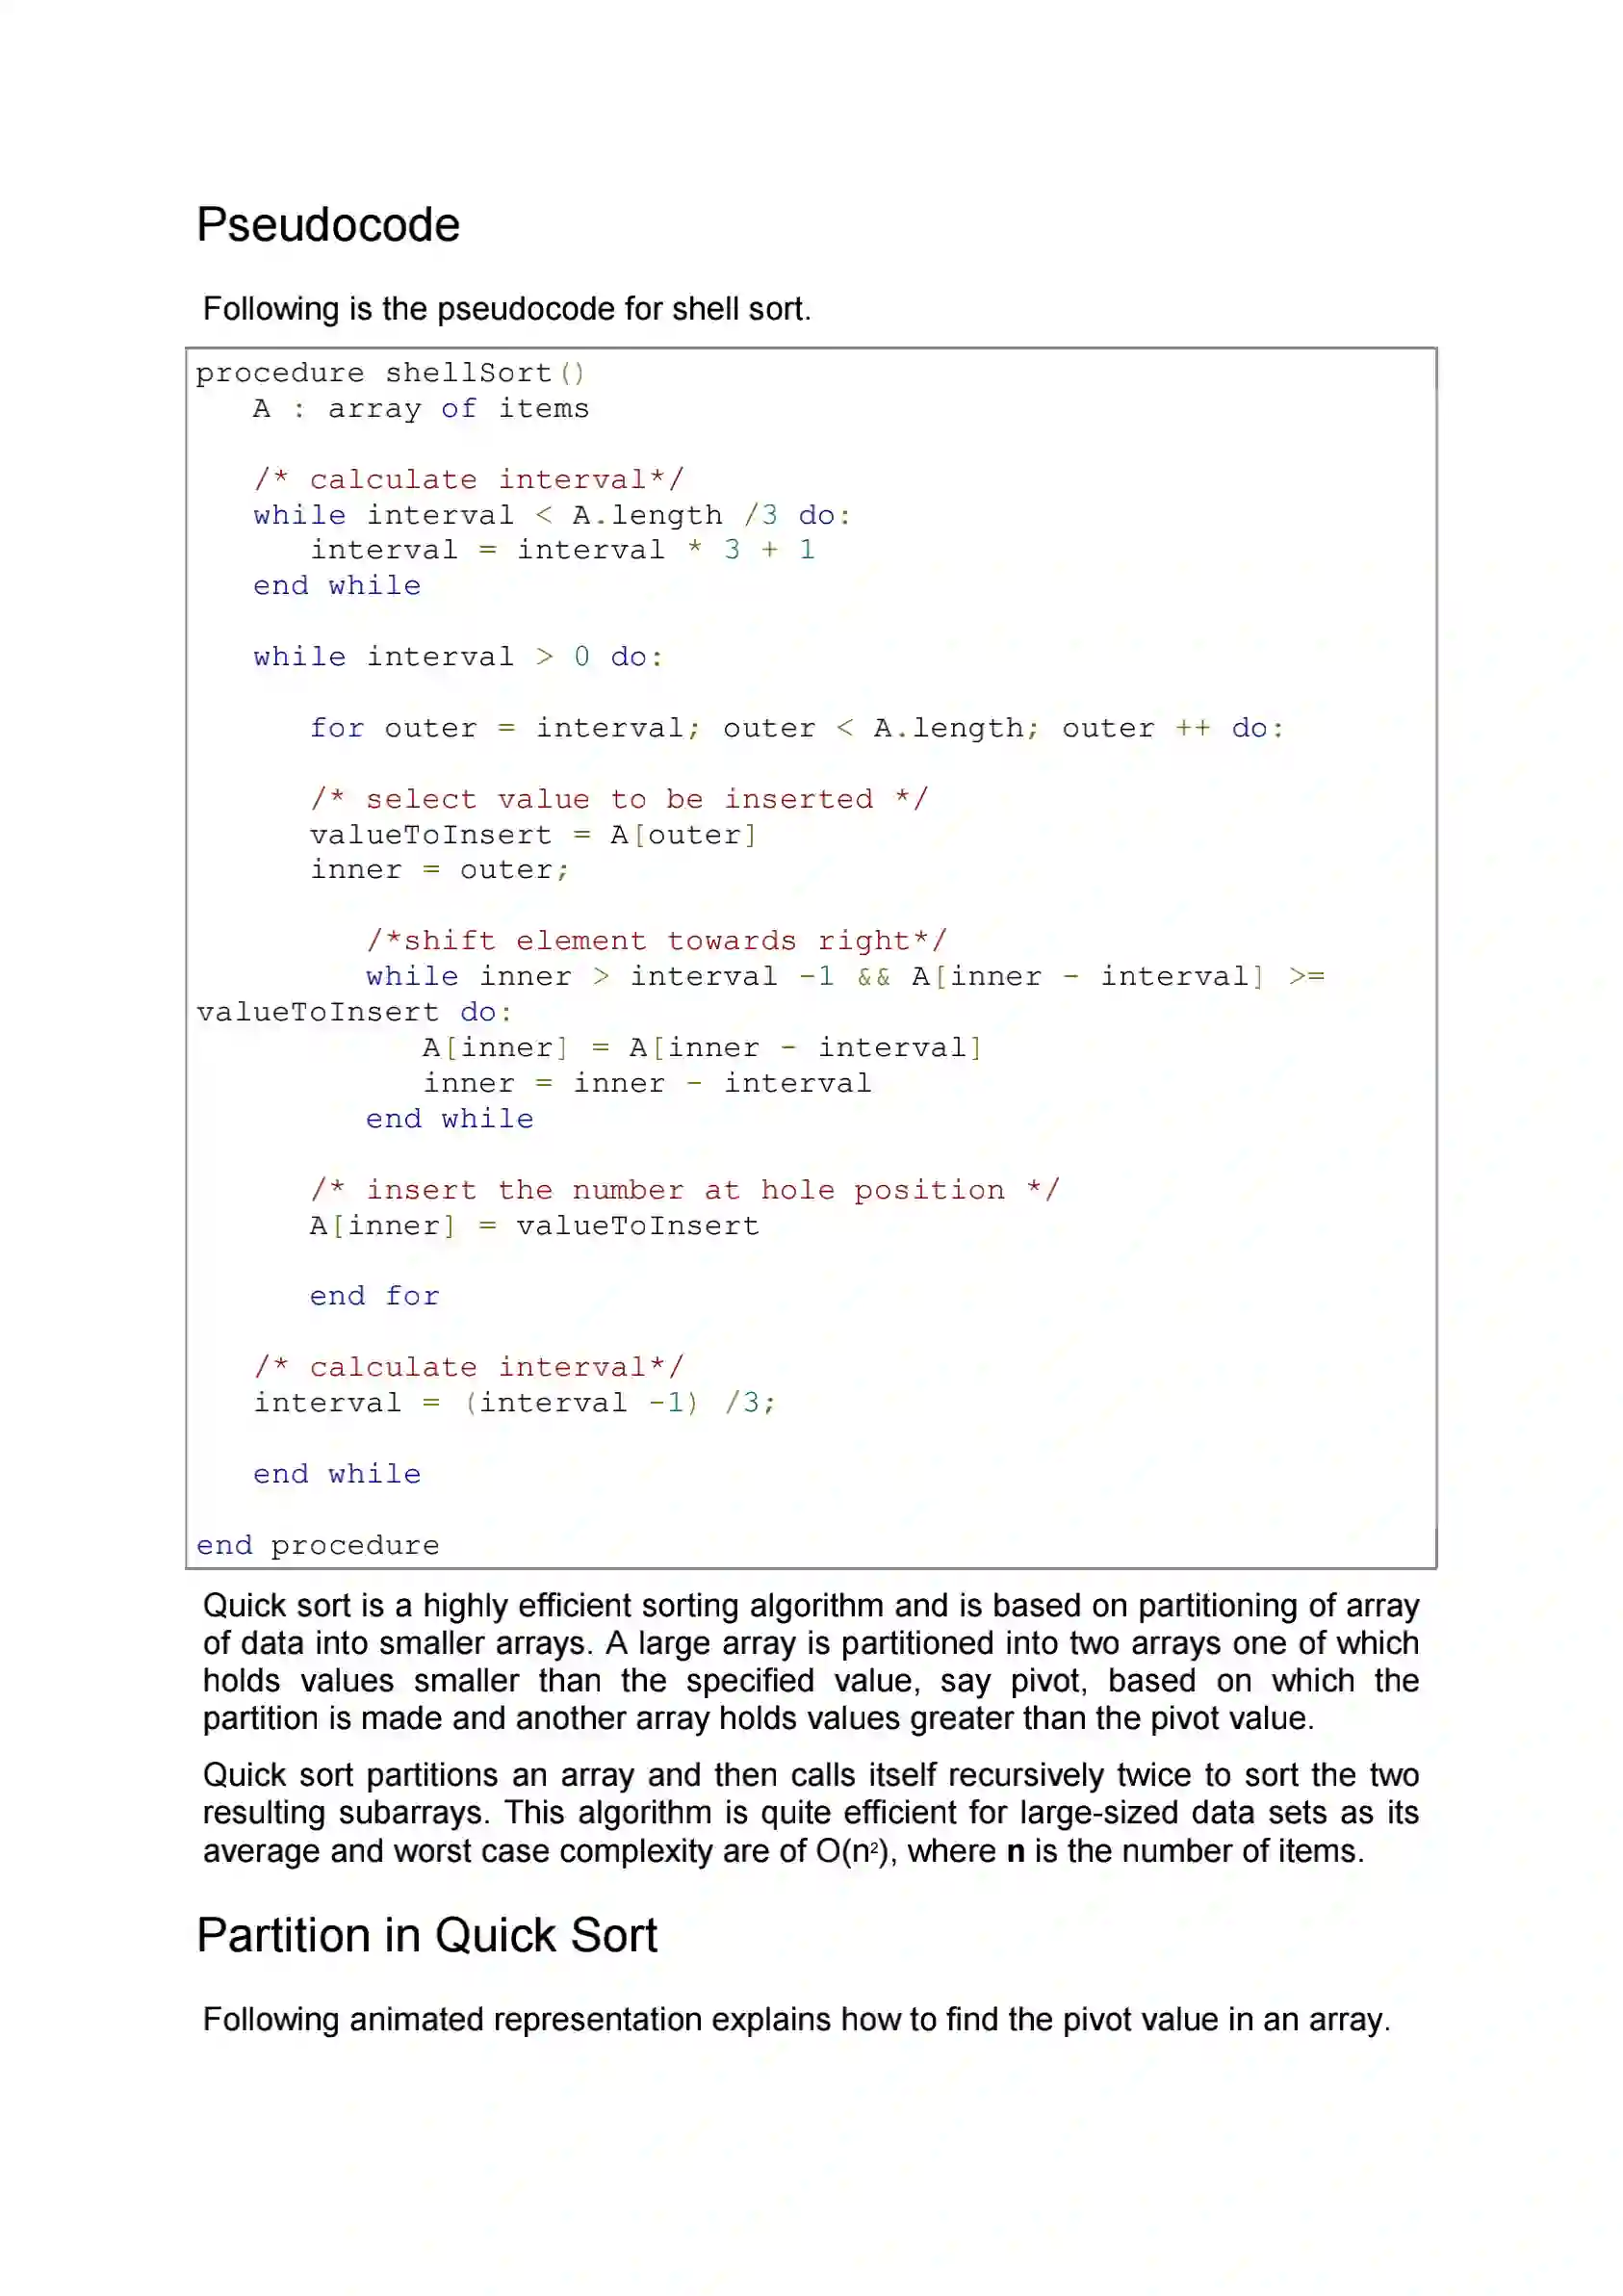 Pseudocode
Following is the pseudocode for shell sort.
procedure shellSort()
   A : array of items
   /* calculate interval*/
   while interval < A.length /3 do:
      interval = interval * 3 + 1
   end while
   while interval > 0 do:
      for outer = interval; outer < A.length; outer ++ do:
      /* select value to be inserted */
      valueToInsert = A[outer]
      inner = outer;
         /*shift element towards right*/
         while inner > interval -1 && A[inner - interval] >=
valueToInsert do:
            A[inner] = A[inner - interval]
            inner = inner - interval
         end while
      /* insert the number at hole position */
      A[inner] = valueToInsert
      end for
   /* calculate interval*/
   interval = (interval -1) /3;
   end while
end procedure
Quick sort is a highly efficient sorting algorithm and is based on partitioning of array
of data into smaller arrays. A large array is partitioned into two arrays one of which
holds values smaller than the specified value, say pivot, based on which the
partition is made and another array holds values greater than the pivot value.
Quick sort partitions an array and then calls itself recursively twice to sort the two
resulting subarrays. This algorithm is quite efficient for large-sized data sets as its
average and worst case complexity are of O(n²), where n is the number of items.
Partition in Quick Sort
Following animated representation explains how to find the pivot value in an array.